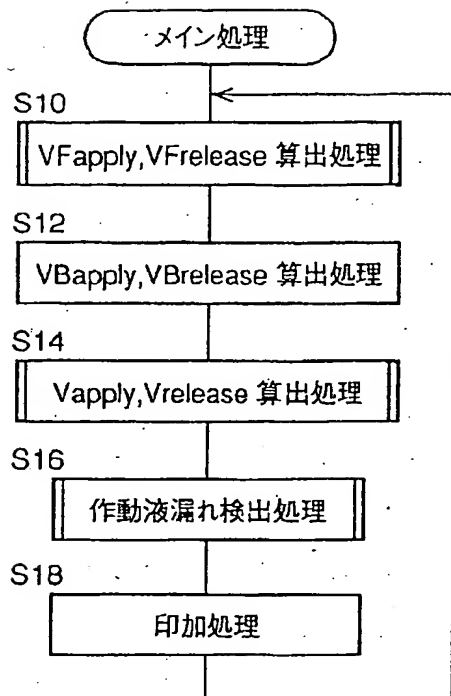 メイン処理
S10
VFapply,VFrelease 算出処理
S12
VBapply,VBrelease 算出処理
S14
Vapply,Vrelease 算出処理
S16
作動液漏れ検出処理
S18
印加処理